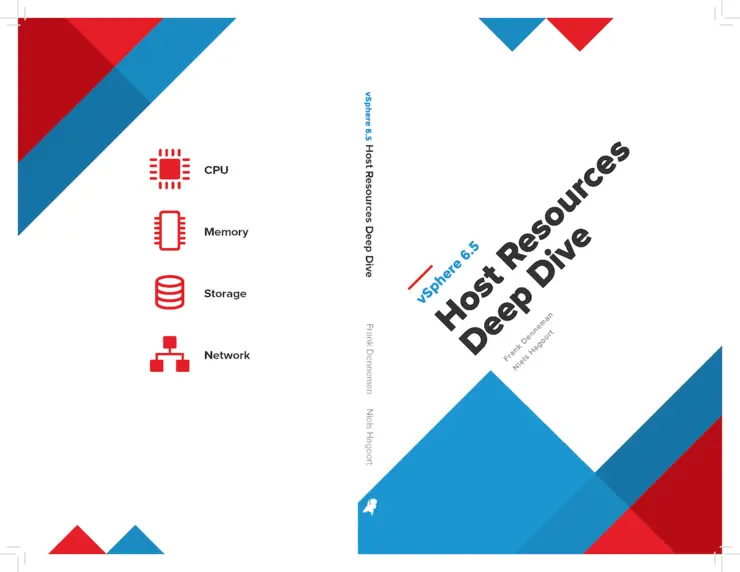 CPU
Memory
Storage
Network
vSphere 6.5 Host Resources Deep Dive Frank Denneman Niels Hagoort
vSphere 6.5
Host Resources
Deep Dive
Frank Denneman
Niels Hagoort